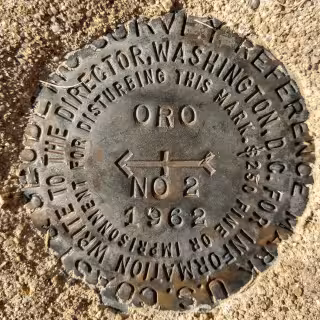 U.S. COAST & GEODETIC SURVEY REFERENCE MARK
FOR INFORMATION WRITE TO THE DIRECTOR, WASHINGTON, D.C.
$250 FINE OR IMPRISONMENT FOR DISTURBING THIS MARK.
ORO
NO 2
1962